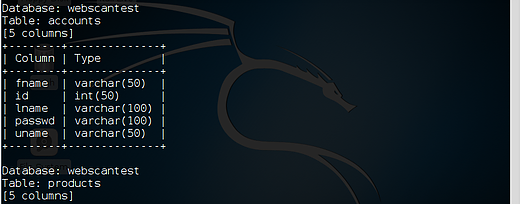 Database: webscantest
Table: accounts
[5 columns]
+--------+--------------+
| Column | Type         |
+--------+--------------+
| fname  | varchar(50)  |
| id     | int(50)      |
| lname  | varchar(100) |
| passwd | varchar(100) |
| uname  | varchar(50)  |
+--------+--------------+
Database: webscantest
Table: products
[5 columns]